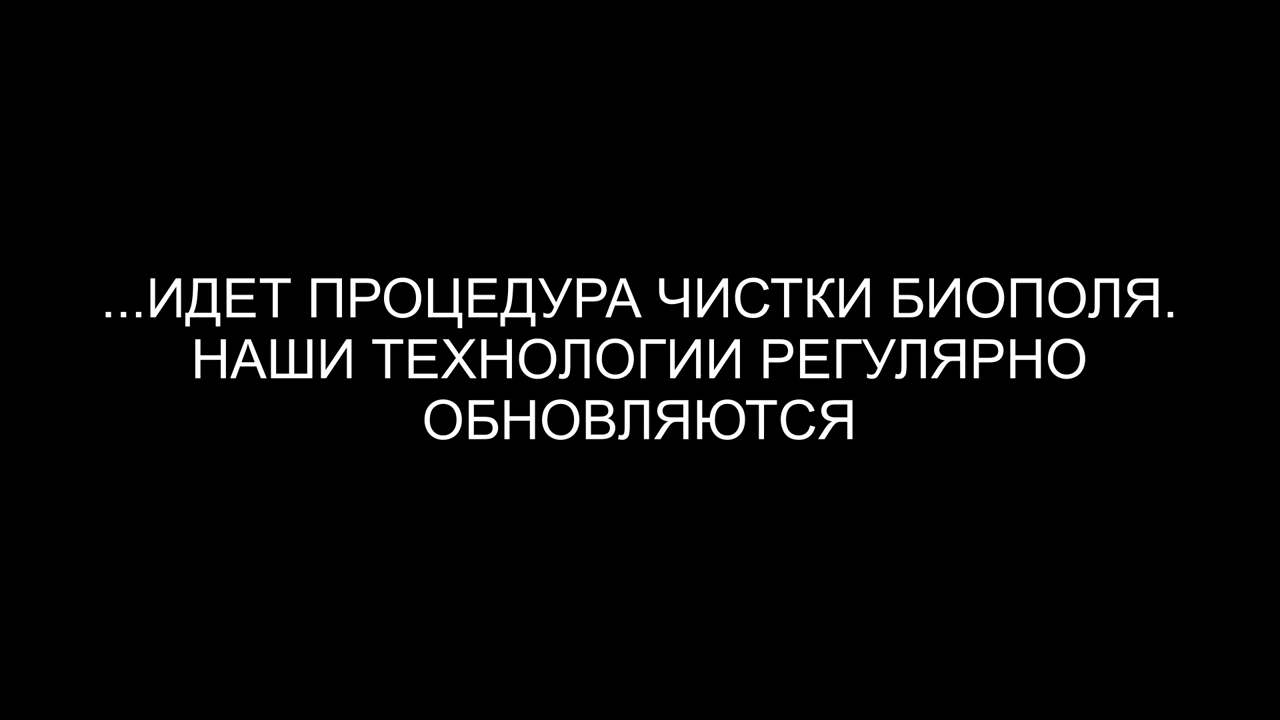 ...ИДЕТ ПРОЦЕДУРА ЧИСТКИ БИОПОЛЯ.
НАШИ ТЕХНОЛОГИИ РЕГУЛЯРНО
ОБНОВЛЯЮТСЯ